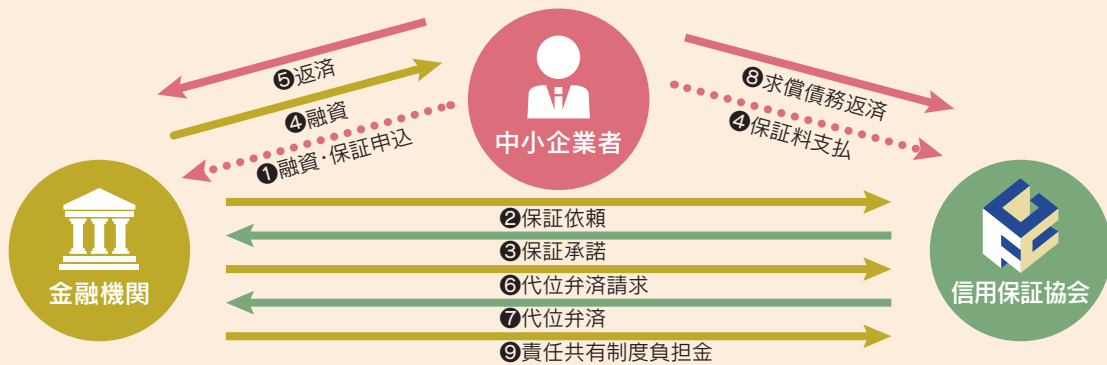 ❺返済
❹融資
❶融資・保証申込
中小企業者
❽求償債務返済
❹保証料支払
金融機関
❷保証依頼
❸保証承諾
❻代位弁済請求
❼代位弁済
❾責任共有制度負担金
信用保証協会